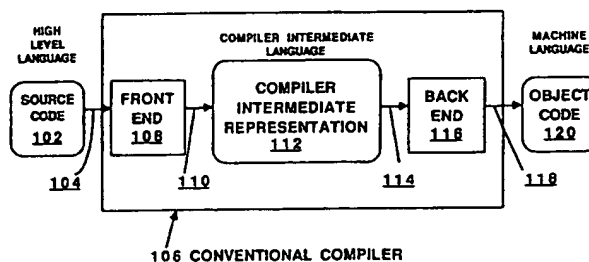 HIGH
LEVEL
LANGUAGE
COMPILER INTERMEDIATE
LANGUAGE
MACHINE
LANGUAGE
SOURCE
CODE
102
FRONT
END
108
COMPILER
INTERMEDIATE
REPRESENTATION
112
BACK
END
116
OBJECT
CODE
120
104
110
114
118
106 CONVENTIONAL COMPILER